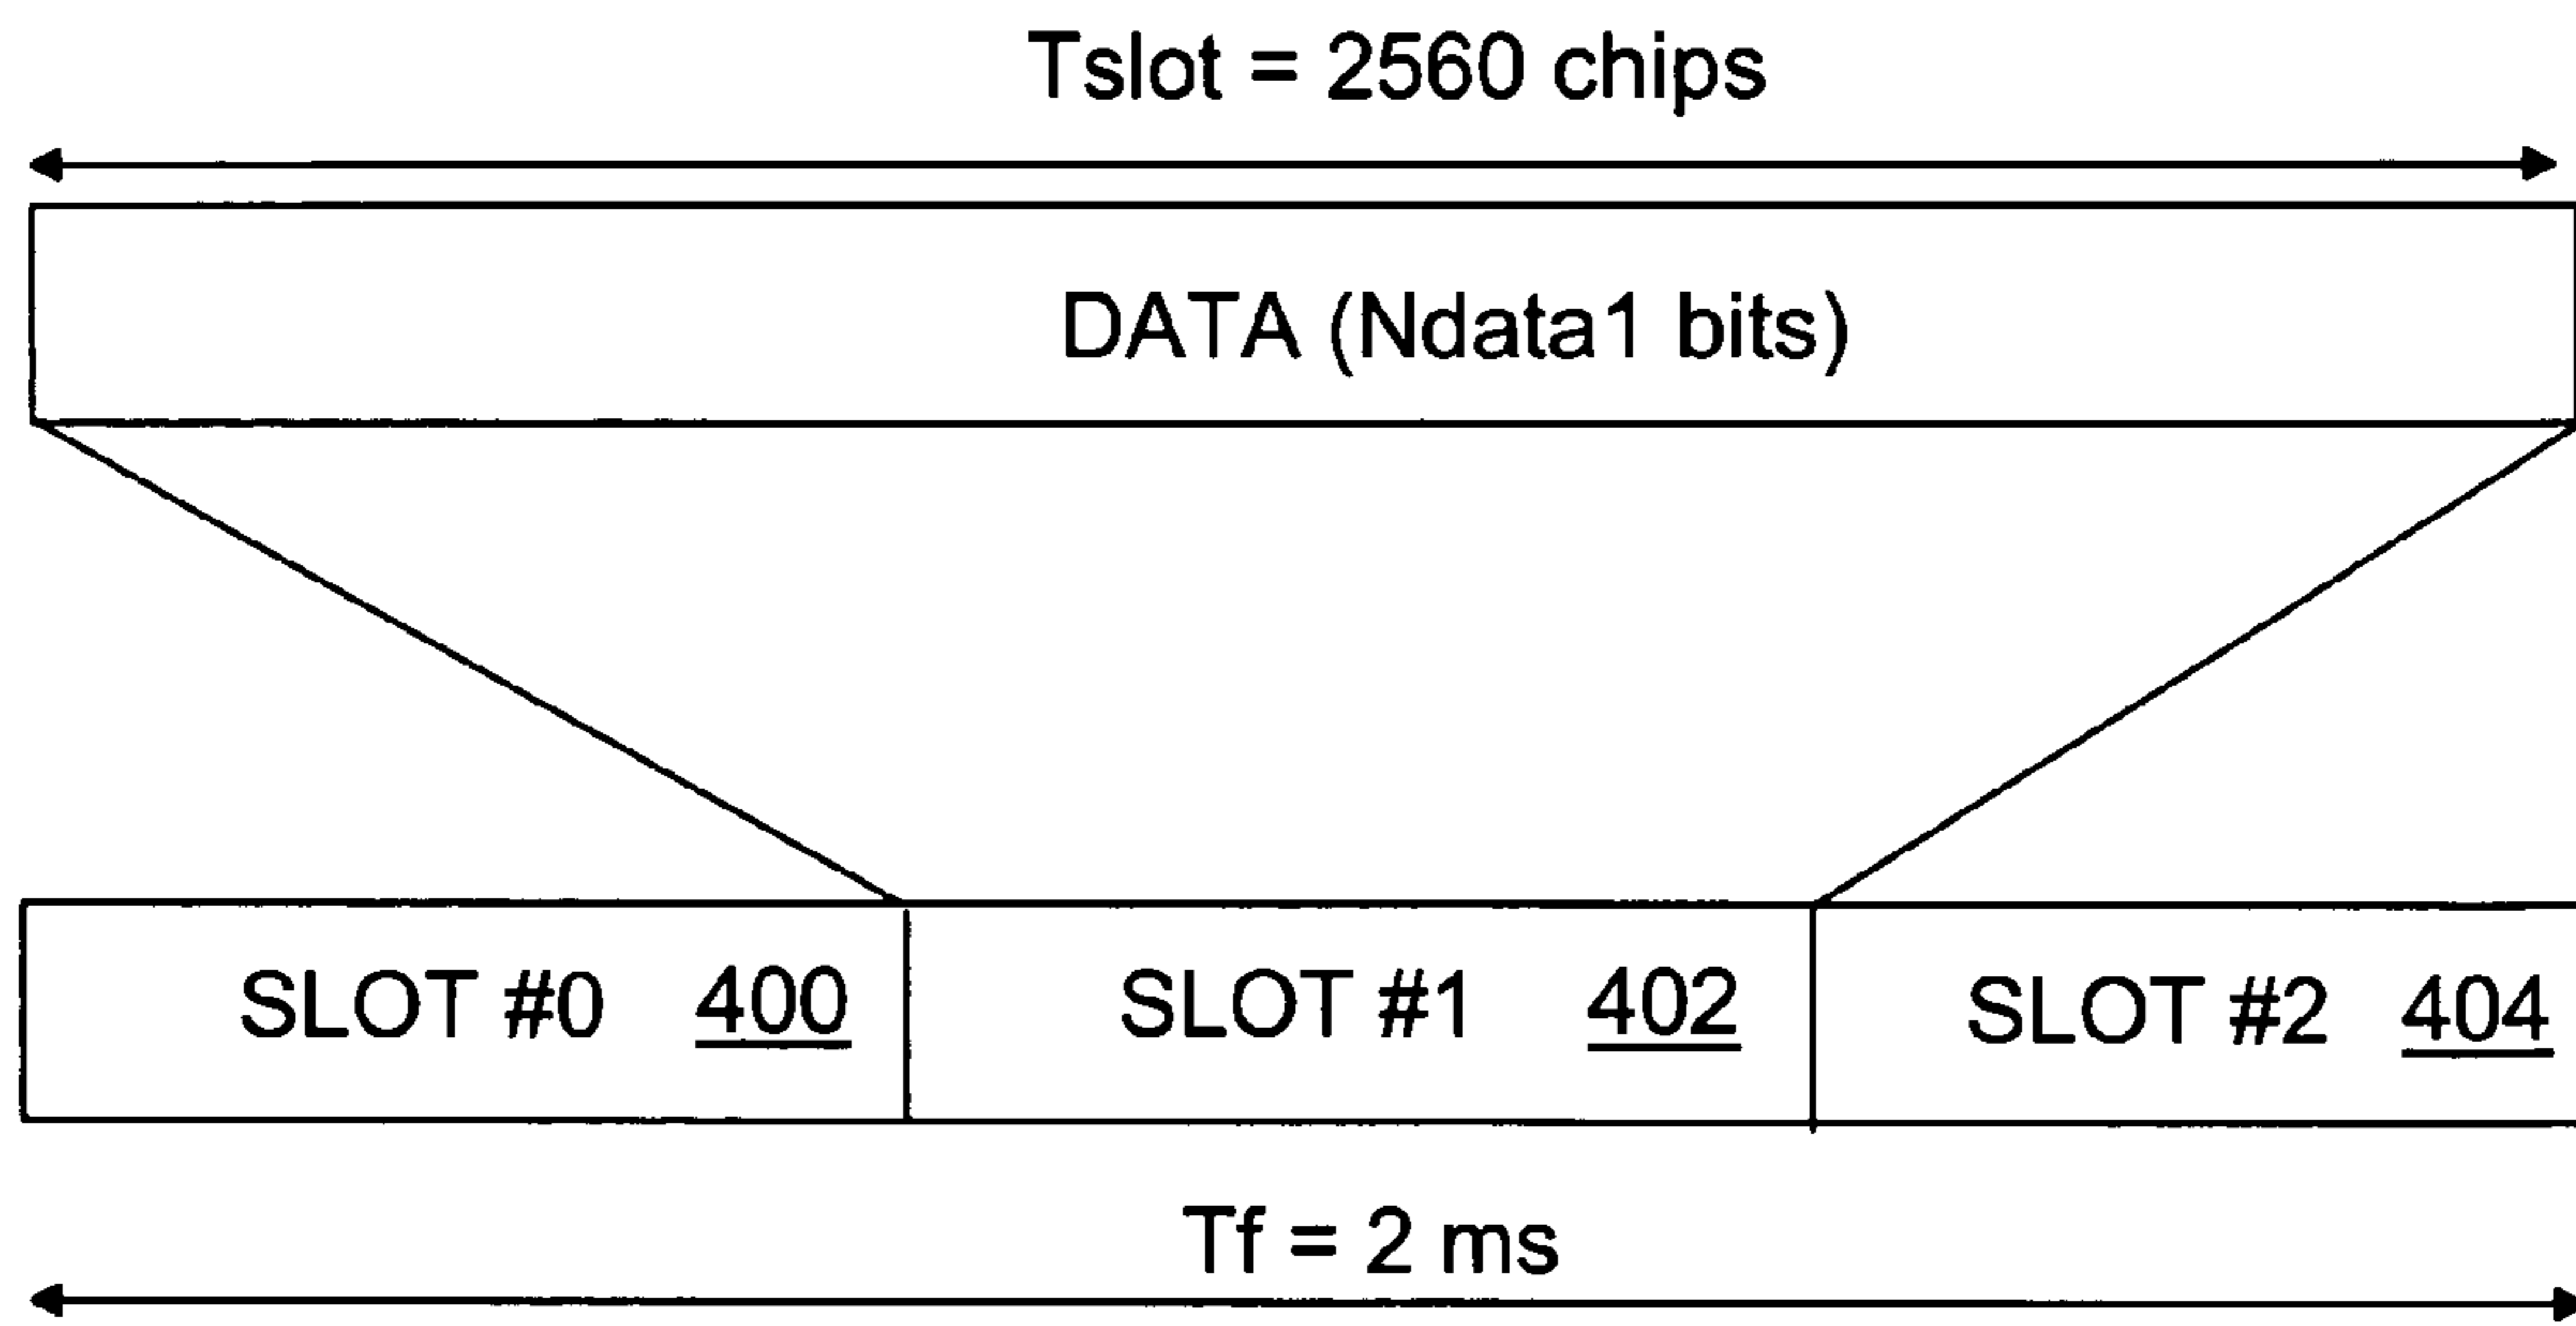 Tslot = 2560 chips
DATA (Ndata1 bits)
SLOT #0 400 SLOT #1 402 SLOT #2 404
Tf = 2 ms